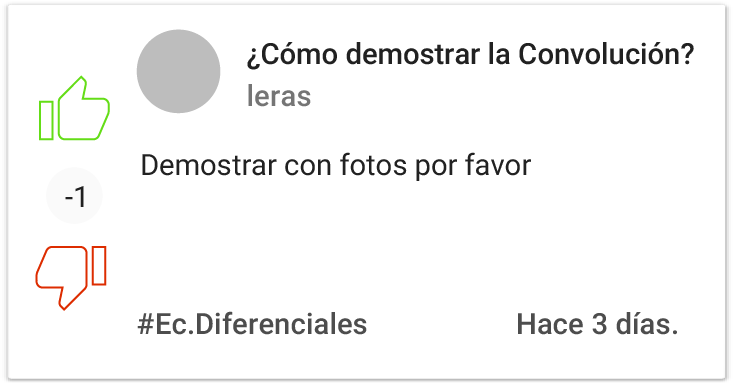 ¿Cómo demostrar la Convolución?
leras
Demostrar con fotos por favor
-1
#Ec.Diferenciales
Hace 3 días.